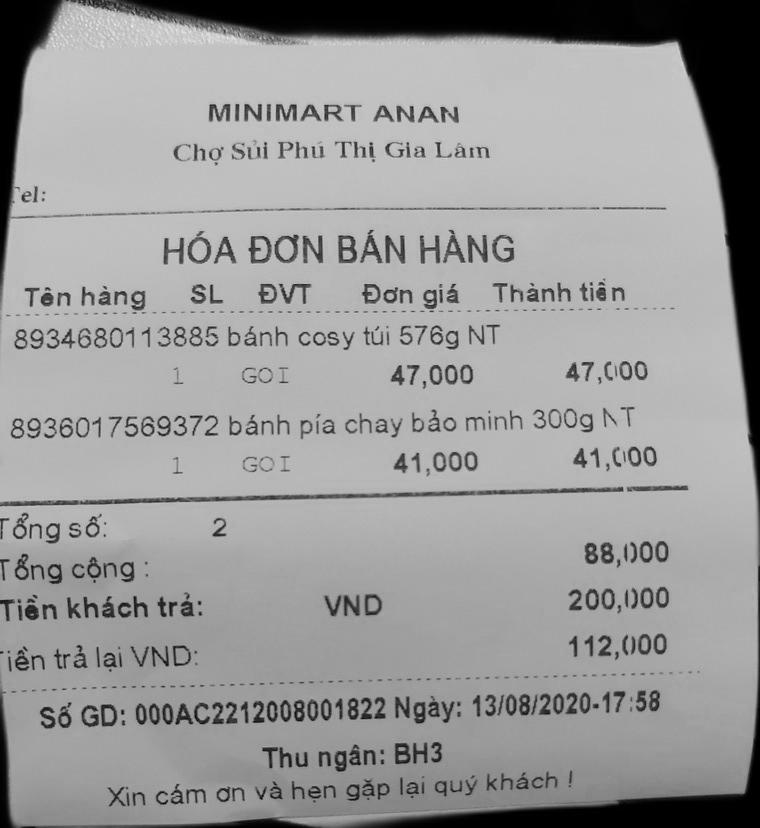 MINIMART ANAN
Chợ Sủi Phú Thị Gia Lâm
Tel:
HÓA ĐƠN BÁN HÀNG
Tên hàng SL ĐVT Đơn giá Thành tiền
8934680113885 bánh cosy túi 576g NT
1 GOI 47,000 47,000
8936017569372 bánh pía chay bảo minh 300g NT
1 GOI 41,000 41,000
Tổng số: 2
Tổng cộng : 88,000
Tiền khách trả: VND 200,000
Tiền trả lại VND: 112,000
Số GD: 000AC2212008001822 Ngày: 13/08/2020-17:58
Thu ngân: BH3
Xin cám ơn và hẹn gặp lại quý khách !